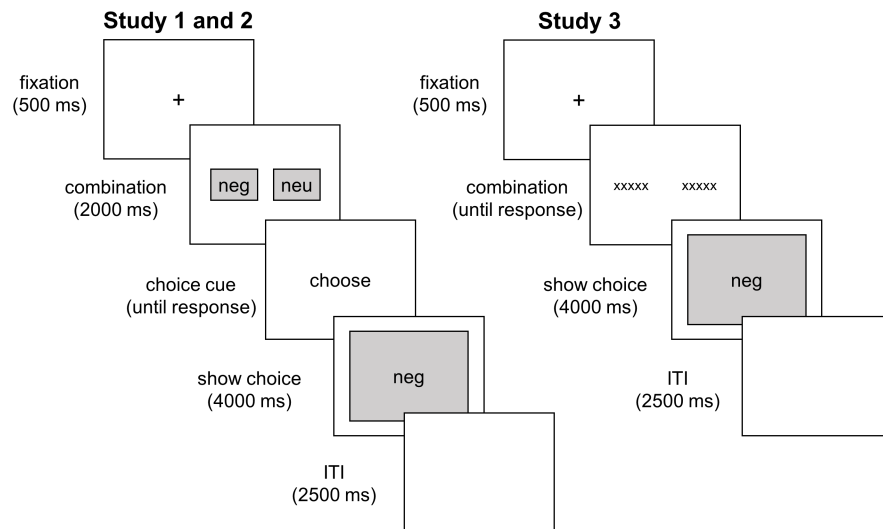 Study 1 and 2
fixation
(500 ms)
+
combination
(2000 ms)
neg neu
choice cue
(until response)
choose
show choice
(4000 ms)
neg
ITI
(2500 ms)
Study 3
fixation
(500 ms)
+
combination
(until response)
xxxxx xxxxx
show choice
(4000 ms)
neg
ITI
(2500 ms)